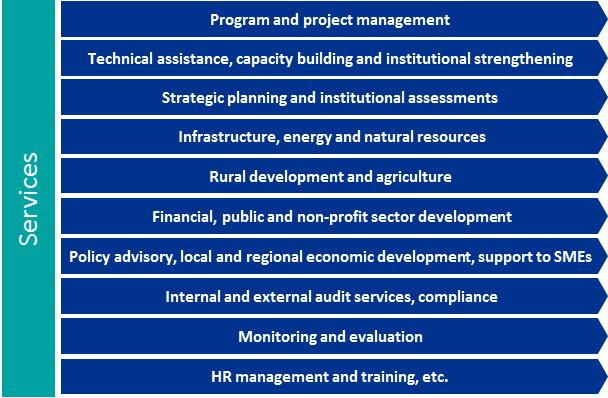 Services
Program and project management
Technical assistance, capacity building and institutional strengthening
Strategic planning and institutional assessments
Infrastructure, energy and natural resources
Rural development and agriculture
Financial, public and non-profit sector development
Policy advisory, local and regional economic development, support to SMEs
Internal and external audit services, compliance
Monitoring and evaluation
HR management and training, etc.